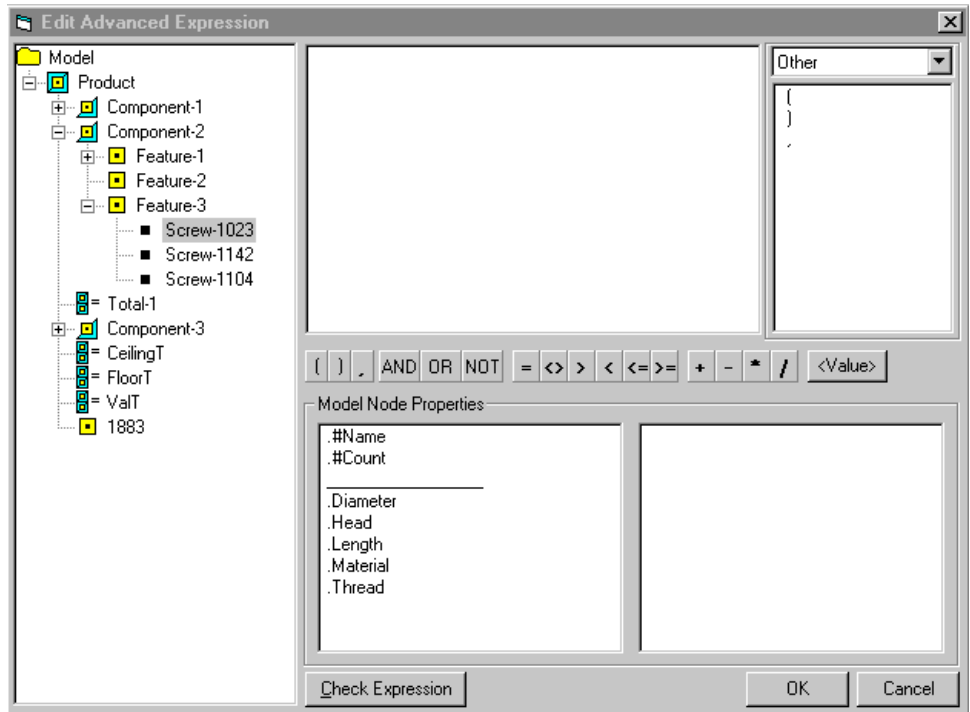 Edit Advanced Expression
Model
Product
Component-1
Component-2
Feature-1
Feature-2
Feature-3
Screw-1023
Screw-1142
Screw-1104
= Total-1
Component-3
= CeilingT
= FloorT
= ValT
1883
Other
(
)
,
( ) , AND OR NOT = <> > < <= >= + - * / <Value>
Model Node Properties
.#Name
.#Count
.Diameter
.Head
.Length
.Material
.Thread
Check Expression OK Cancel